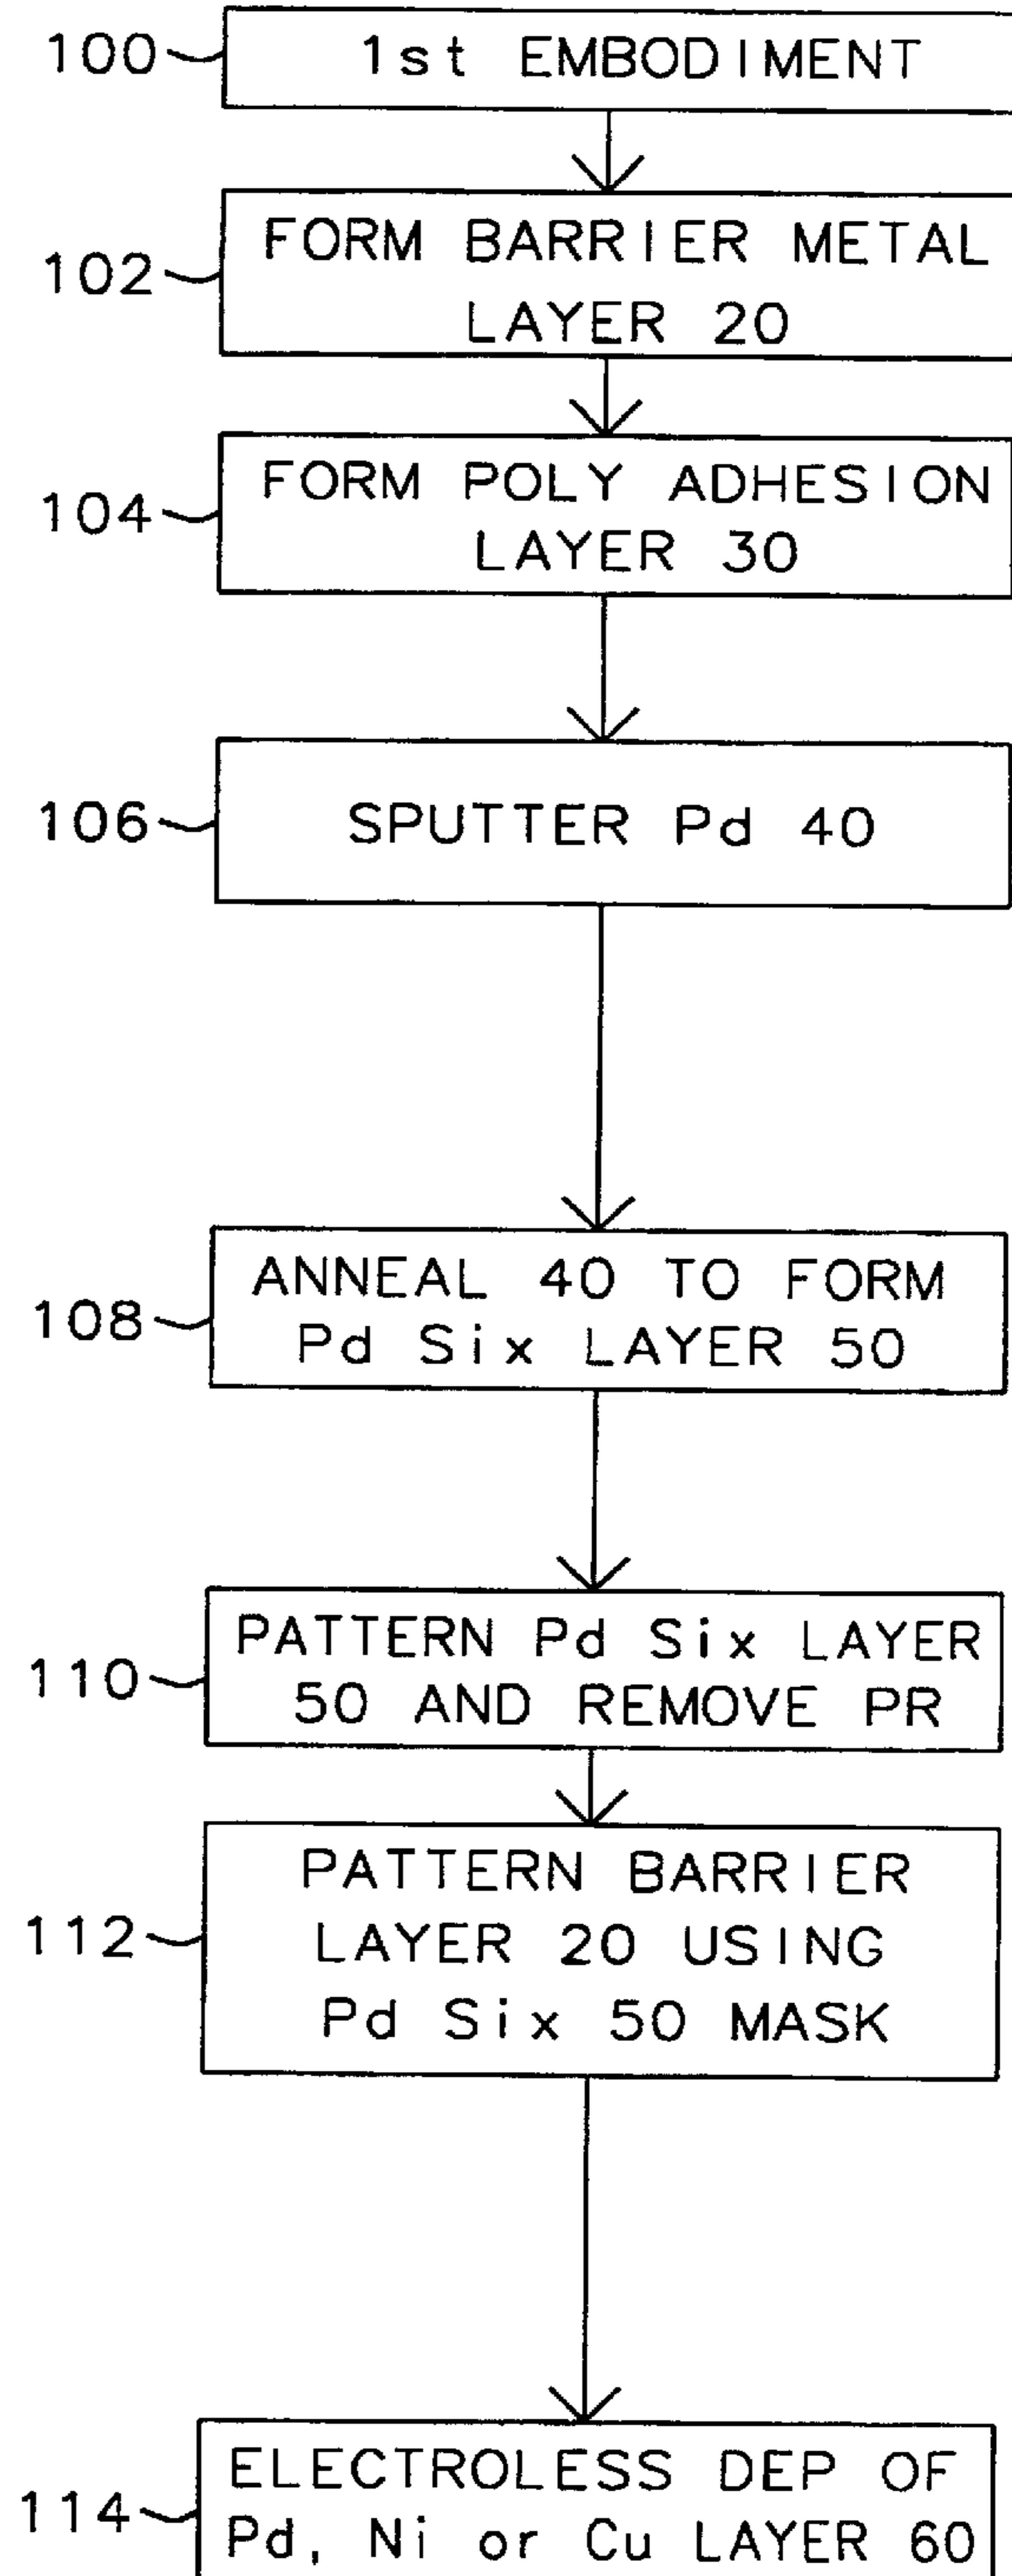 100
1st EMBODIMENT
102
FORM BARRIER METAL
LAYER 20
104
FORM POLY ADHESION
LAYER 30
106
SPUTTER Pd 40
108
ANNEAL 40 TO FORM
Pd Six LAYER 50
110
PATTERN Pd Six LAYER
50 AND REMOVE PR
112
PATTERN BARRIER
LAYER 20 USING
Pd Six 50 MASK
114
ELECTROLESS DEP OF
Pd, Ni or Cu LAYER 60